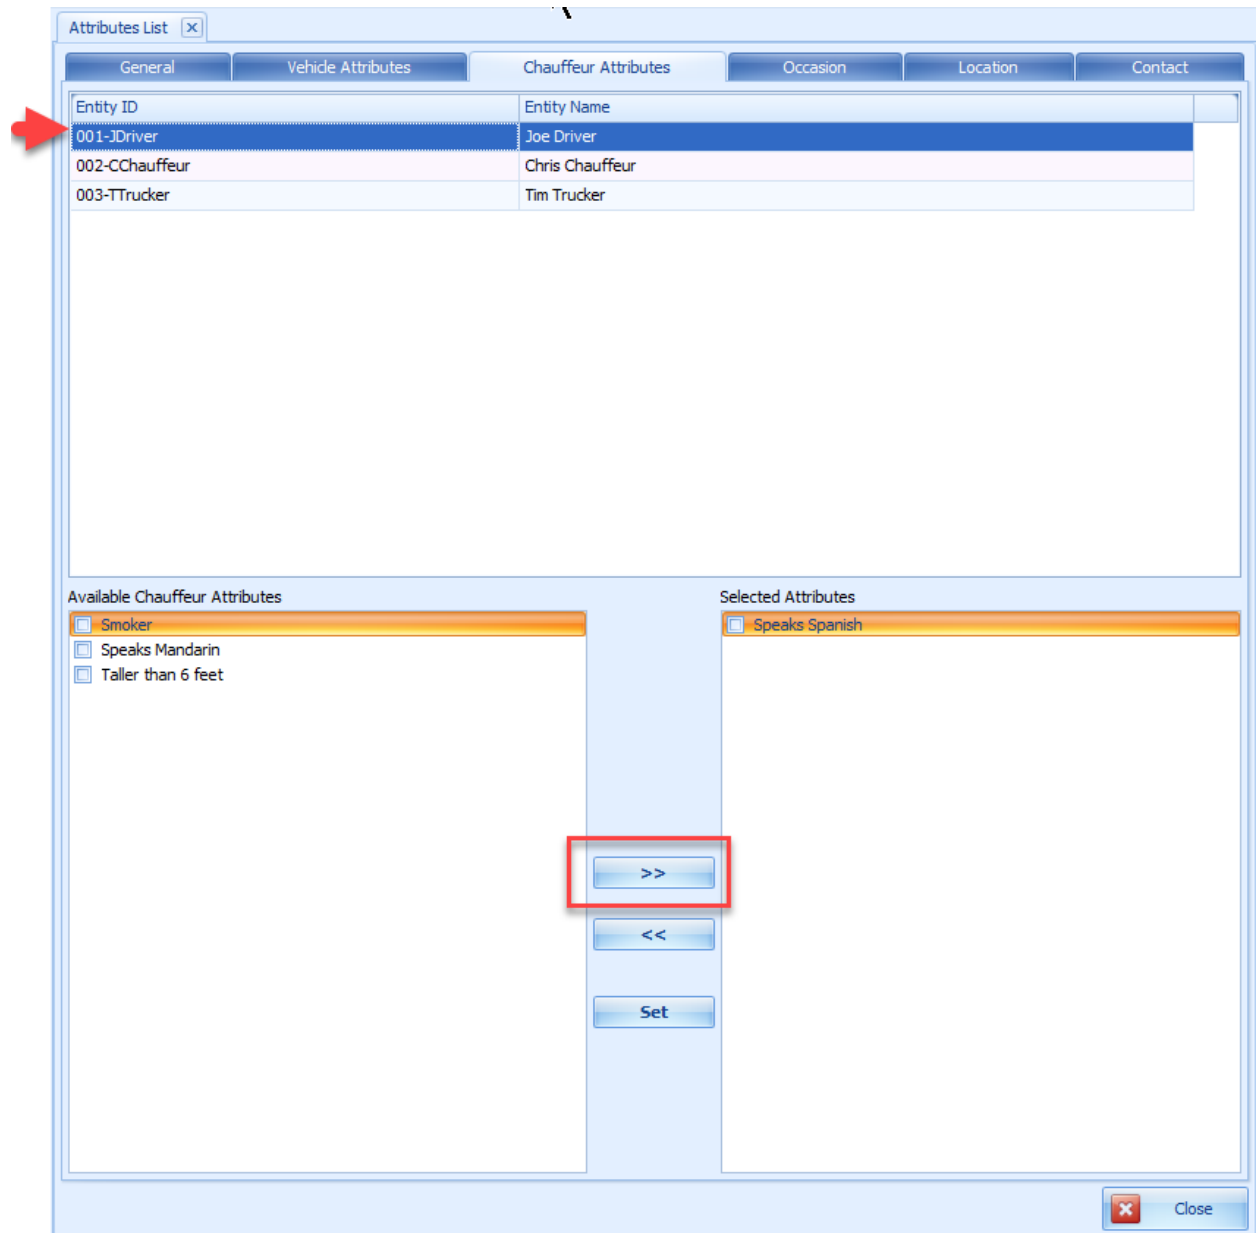 Attributes List
General Vehicle Attributes Chauffeur Attributes Occasion Location Contact
Entity ID Entity Name
001-JDriver Joe Driver
002-CChauffeur Chris Chauffeur
003-TTrucker Tim Trucker
Available Chauffeur Attributes Selected Attributes
Smoker Speaks Spanish
Speaks Mandarin
Taller than 6 feet
>>
<<
Set
Close